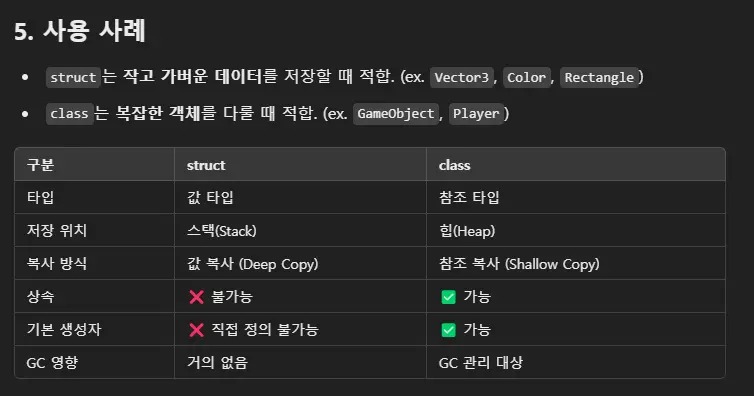 5. 사용 사례
• struct는 작고 가벼운 데이터를 저장할 때 적합. (ex. Vector3, Color, Rectangle)
• class는 복잡한 객체를 다룰 때 적합. (ex. GameObject, Player)
구분 struct class
타입 값 타입 참조 타입
저장 위치 스택(Stack) 힙(Heap)
복사 방식 값 복사 (Deep Copy) 참조 복사 (Shallow Copy)
상속 ❌ 불가능 ✅ 가능
기본 생성자 ❌ 직접 정의 불가능 ✅ 가능
GC 영향 거의 없음 GC 관리 대상